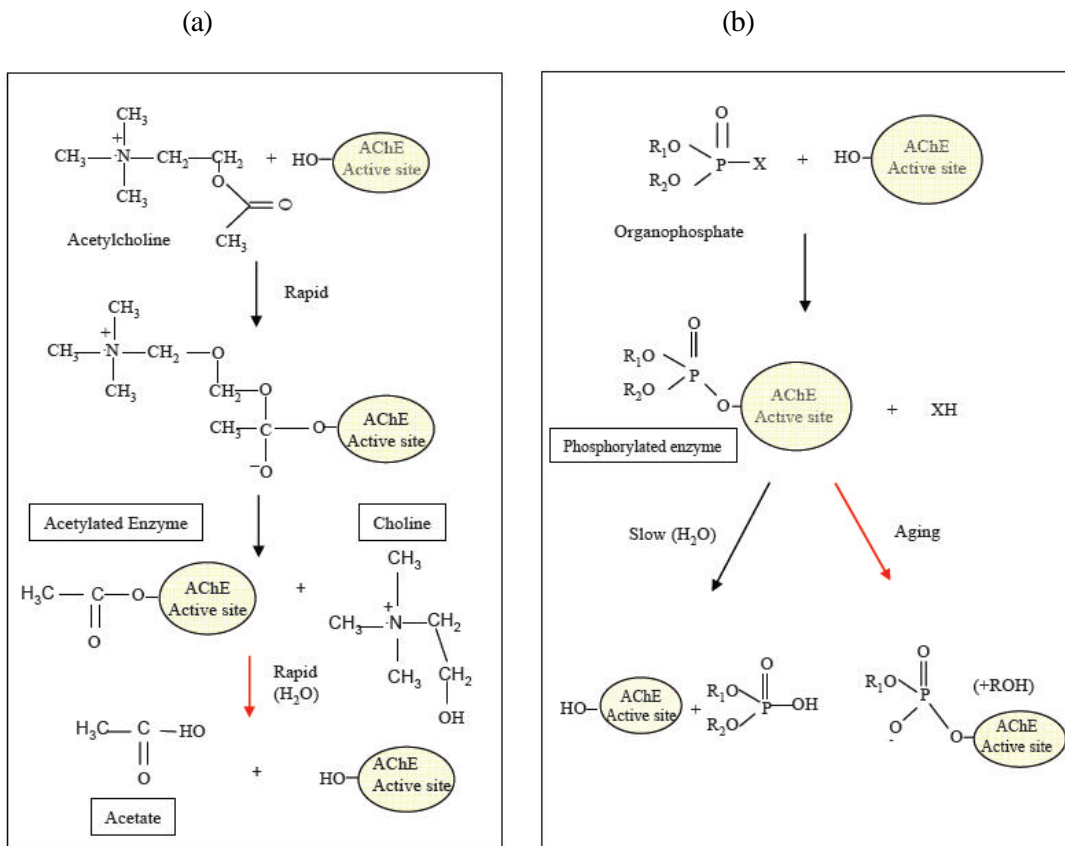 (a)
CH₃
CH₃ + N CH₂ CH₂ + HO AChE
CH₃ O Active site
C O
Acetylcholine CH₃
Rapid
CH₃
+
CH₃ N CH₂ O
CH₃ CH₂ O
CH₃ C O AChE
Active site
⁻O
Acetylated Enzyme Choline
CH₃
H₃C C O AChE + CH₃ + N CH₂
O Active site
CH₃ CH₂
OH
Rapid
(H₂O)
H₃C C HO
O +
HO AChE
Active site
Acetate
(b)
O
R₁O P X + HO AChE
R₂O Active site
Organophosphate
O
R₁O P
R₂O O AChE + XH
Active site
Phosphorylated enzyme
Slow (H₂O) Aging
HO AChE + R₁O P OH
Active site R₂O
O
O
R₁O P (+ROH)
O
- O AChE
Active site